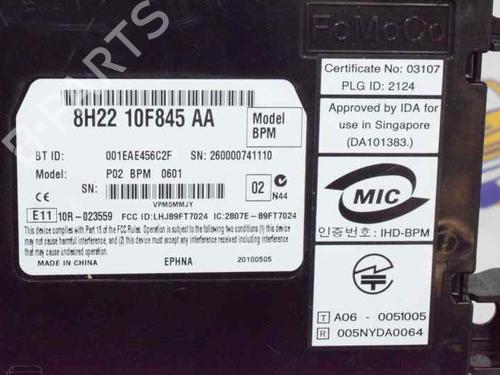 FoMoCo
8H22 10F845 AA
Model
BPM
BT ID: 001EAE456C2F SN: 260000741110
Model: P02 BPM 0601
SN:
02
N44
VPM0MMJY
CE
E11 10R-023559 FCC ID: LHJ89FT7024 IC: 2807E-89FT7024
This device complies with Part 15 of the FCC Rules. Operation is subject to the following two conditions: (1) this device
may not cause harmful interference, and (2) this device must accept any interference received, including interference
that may cause undesired operation.
MADE IN CHINA EPHNA 20100505
Certificate No: 03107
PLG ID: 2124
Approved by IDA for
use in Singapore
(DA101383.)
MIC
인증번호: IHD-BPM
T A06 - 0051005
R 005NYDA0064
B-PARTS